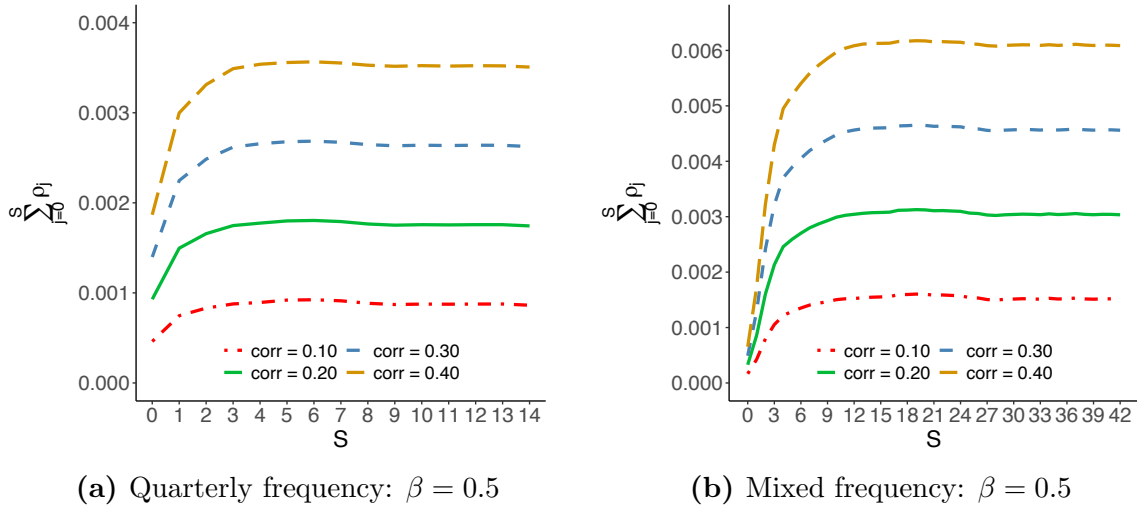 0.004
0.003
0.002
0.001
0.000
S
∑ ρj
j=0
corr = 0.10 corr = 0.30
corr = 0.20 corr = 0.40
0 1 2 3 4 5 6 7 8 9 10 11 12 13 14
S
(a) Quarterly frequency: β = 0.5
0.006
0.005
0.004
0.003
0.002
0.001
0.000
S
∑ ρj
j=0
corr = 0.10 corr = 0.30
corr = 0.20 corr = 0.40
0 3 6 9 12 15 18 21 24 27 30 33 36 39 42
S
(b) Mixed frequency: β = 0.5